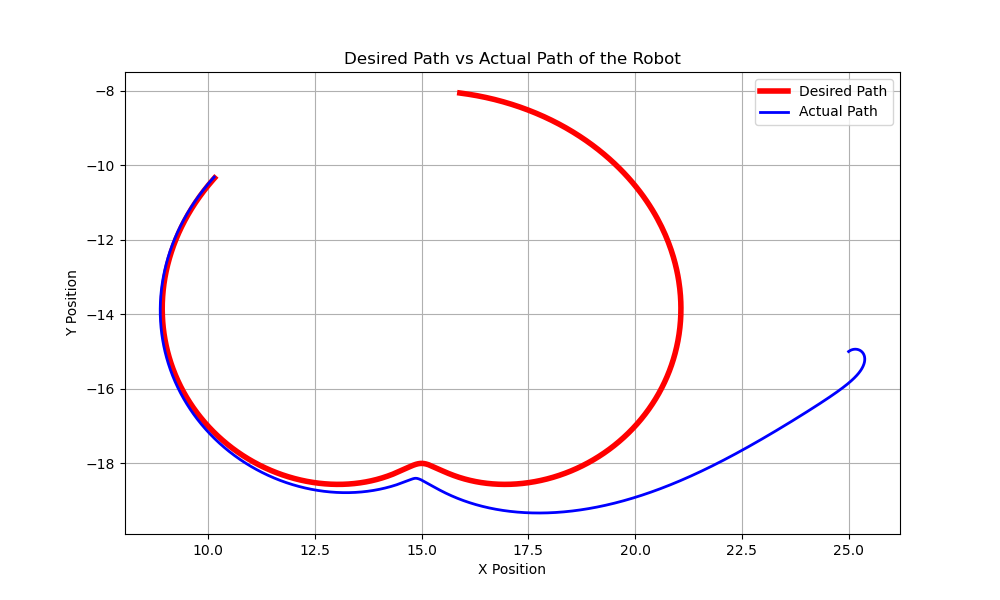 Desired Path vs Actual Path of the Robot
Desired Path
Actual Path
Y Position
−8
−10
−12
−14
−16
−18
10.0 12.5 15.0 17.5 20.0 22.5 25.0
X Position